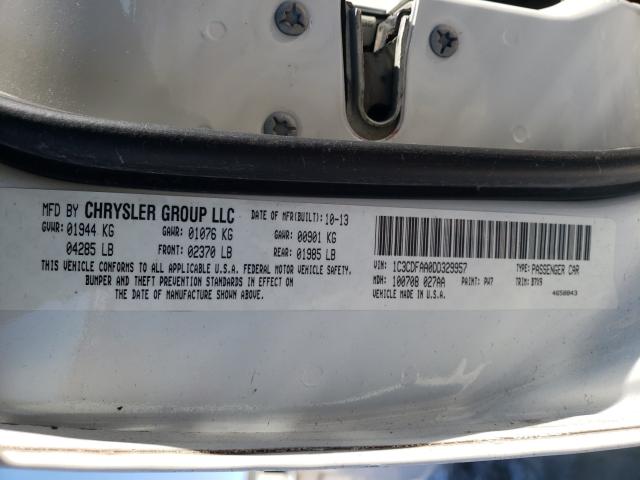 MFD BY CHRYSLER GROUP LLC DATE OF MFR(BUILT): 10-13
GVWR: 01944 KG GAWR: 01076 KG GAWR: 00901 KG
04285 LB FRONT: 02370 LB REAR: 01985 LB
THIS VEHICLE CONFORMS TO ALL APPLICABLE U.S.A. FEDERAL MOTOR VEHICLE SAFETY,
BUMPER AND THEFT PREVENTION STANDARDS IN EFFECT ON
THE DATE OF MANUFACTURE SHOWN ABOVE.
VIN: 1C3CDFAA0DD329957 TYPE: PASSENGER CAR
MDH: 100708 027AA PAINT: PW7 TRIM: D7X9
VEHICLE MADE IN U.S.A. 4658043